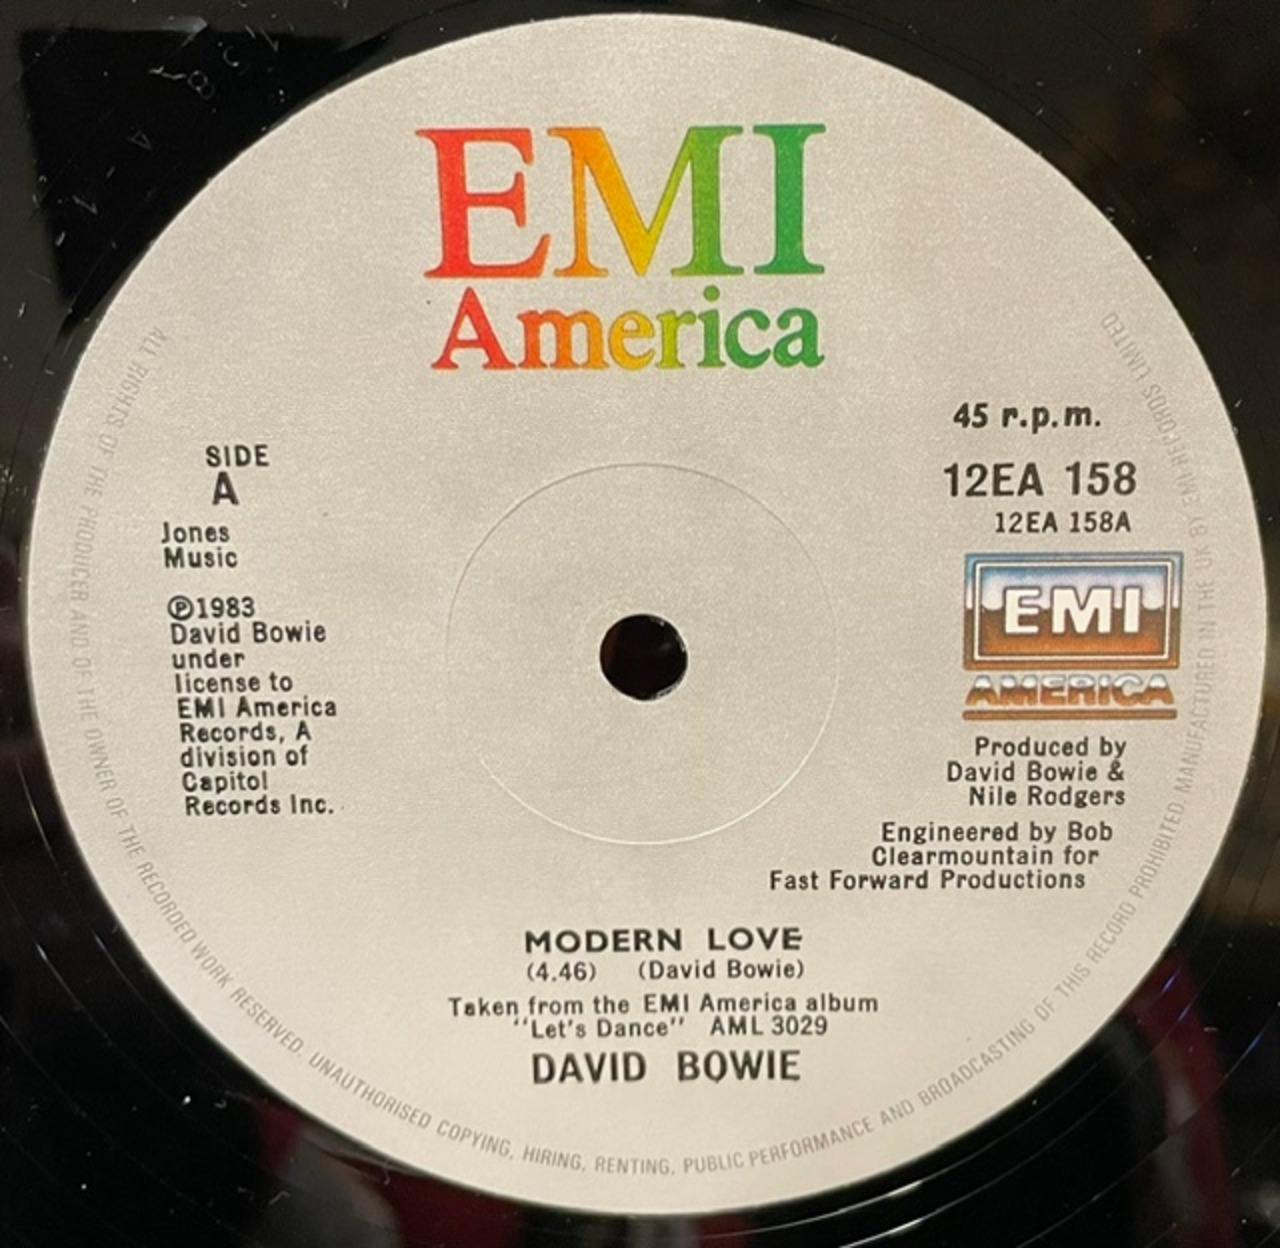 EMI
America
45 r.p.m.
SIDE
A
12EA 158
12EA 158A
Jones
Music
℗1983
David Bowie
under
license to
EMI America
Records, A
division of
Capitol
Records Inc.
EMI
AMERICA
Produced by
David Bowie &
Nile Rodgers
Engineered by Bob
Clearmountain for
Fast Forward Productions
MODERN LOVE
(4.46) (David Bowie)
Taken from the EMI America album
"Let's Dance" AML 3029
DAVID BOWIE
ALL RIGHTS OF THE PRODUCER AND OF THE OWNER OF THE RECORDED WORK RESERVED. UNAUTHORISED COPYING, HIRING, RENTING, PUBLIC PERFORMANCE AND BROADCASTING OF THIS RECORD PROHIBITED. MANUFACTURED IN THE UK BY EMI RECORDS LIMITED